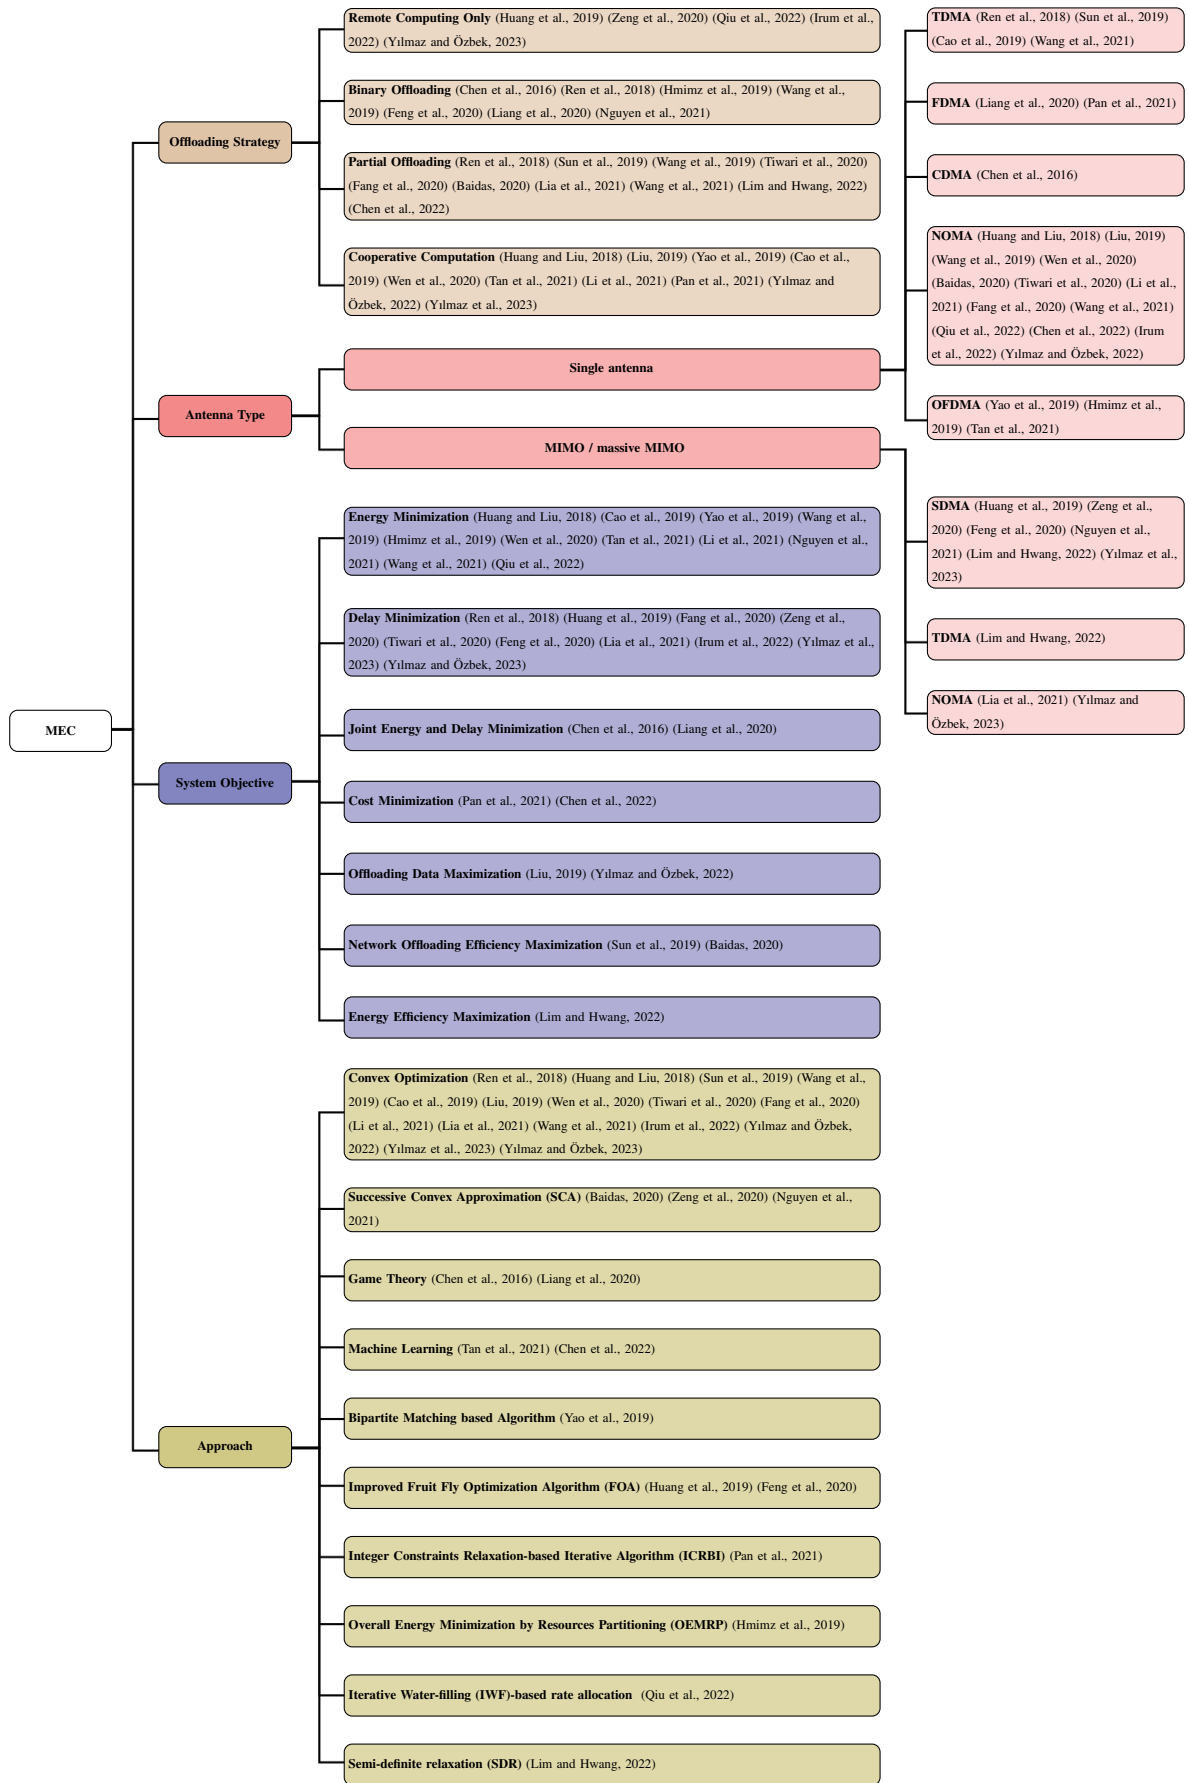 MEC
Offloading Strategy
Remote Computing Only (Huang et al., 2019) (Zeng et al., 2020) (Qiu et al., 2022) (Irum et al.,
2022) (Yılmaz and Özbek, 2023)
Binary Offloading (Chen et al., 2016) (Ren et al., 2018) (Hmimz et al., 2019) (Wang et al.,
2019) (Feng et al., 2020) (Liang et al., 2020) (Nguyen et al., 2021)
Partial Offloading (Ren et al., 2018) (Sun et al., 2019) (Wang et al., 2019) (Tiwari et al., 2020)
(Fang et al., 2020) (Baidas, 2020) (Lia et al., 2021) (Wang et al., 2021) (Lim and Hwang, 2022)
(Chen et al., 2022)
Cooperative Computation (Huang and Liu, 2018) (Liu, 2019) (Yao et al., 2019) (Cao et al.,
2019) (Wen et al., 2020) (Tan et al., 2021) (Li et al., 2021) (Pan et al., 2021) (Yılmaz and
Özbek, 2022) (Yılmaz et al., 2023)
Antenna Type
Single antenna
TDMA (Ren et al., 2018) (Sun et al., 2019)
(Cao et al., 2019) (Wang et al., 2021)
FDMA (Liang et al., 2020) (Pan et al., 2021)
CDMA (Chen et al., 2016)
NOMA (Huang and Liu, 2018) (Liu, 2019)
(Wang et al., 2019) (Wen et al., 2020)
(Baidas, 2020) (Tiwari et al., 2020) (Li et al.,
2021) (Fang et al., 2020) (Wang et al., 2021)
(Qiu et al., 2022) (Chen et al., 2022) (Irum
et al., 2022) (Yılmaz and Özbek, 2022)
OFDMA (Yao et al., 2019) (Hmimz et al.,
2019) (Tan et al., 2021)
MIMO / massive MIMO
SDMA (Huang et al., 2019) (Zeng et al.,
2020) (Feng et al., 2020) (Nguyen et al.,
2021) (Lim and Hwang, 2022) (Yılmaz et al.,
2023)
TDMA (Lim and Hwang, 2022)
NOMA (Lia et al., 2021) (Yılmaz and
Özbek, 2023)
System Objective
Energy Minimization (Huang and Liu, 2018) (Cao et al., 2019) (Yao et al., 2019) (Wang et al.,
2019) (Hmimz et al., 2019) (Wen et al., 2020) (Tan et al., 2021) (Li et al., 2021) (Nguyen et al.,
2021) (Wang et al., 2021) (Qiu et al., 2022)
Delay Minimization (Ren et al., 2018) (Huang et al., 2019) (Fang et al., 2020) (Zeng et al.,
2020) (Tiwari et al., 2020) (Feng et al., 2020) (Lia et al., 2021) (Irum et al., 2022) (Yılmaz et al.,
2023) (Yılmaz and Özbek, 2023)
Joint Energy and Delay Minimization (Chen et al., 2016) (Liang et al., 2020)
Cost Minimization (Pan et al., 2021) (Chen et al., 2022)
Offloading Data Maximization (Liu, 2019) (Yılmaz and Özbek, 2022)
Network Offloading Efficiency Maximization (Sun et al., 2019) (Baidas, 2020)
Energy Efficiency Maximization (Lim and Hwang, 2022)
Approach
Convex Optimization (Ren et al., 2018) (Huang and Liu, 2018) (Sun et al., 2019) (Wang et al.,
2019) (Cao et al., 2019) (Liu, 2019) (Wen et al., 2020) (Tiwari et al., 2020) (Fang et al., 2020)
(Li et al., 2021) (Lia et al., 2021) (Wang et al., 2021) (Irum et al., 2022) (Yılmaz and Özbek,
2022) (Yılmaz et al., 2023) (Yılmaz and Özbek, 2023)
Successive Convex Approximation (SCA) (Baidas, 2020) (Zeng et al., 2020) (Nguyen et al.,
2021)
Game Theory (Chen et al., 2016) (Liang et al., 2020)
Machine Learning (Tan et al., 2021) (Chen et al., 2022)
Bipartite Matching based Algorithm (Yao et al., 2019)
Improved Fruit Fly Optimization Algorithm (FOA) (Huang et al., 2019) (Feng et al., 2020)
Integer Constraints Relaxation-based Iterative Algorithm (ICRBI) (Pan et al., 2021)
Overall Energy Minimization by Resources Partitioning (OEMRP) (Hmimz et al., 2019)
Iterative Water-filling (IWF)-based rate allocation (Qiu et al., 2022)
Semi-definite relaxation (SDR) (Lim and Hwang, 2022)